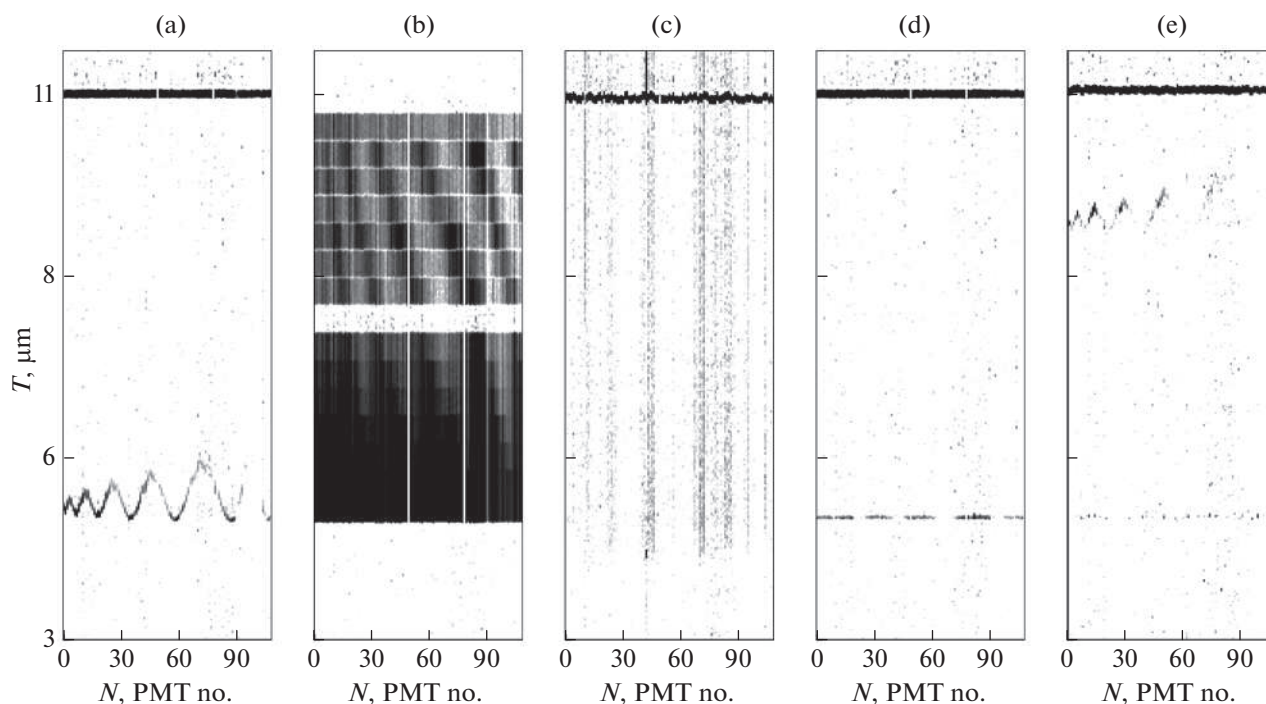 (a) (b) (c) (d) (e)
11
8
T, μm
6
3
0 30 60 90 0 30 60 90 0 30 60 90 0 30 60 90 0 30 60 90
N, PMT no. N, PMT no. N, PMT no. N, PMT no. N, PMT no.